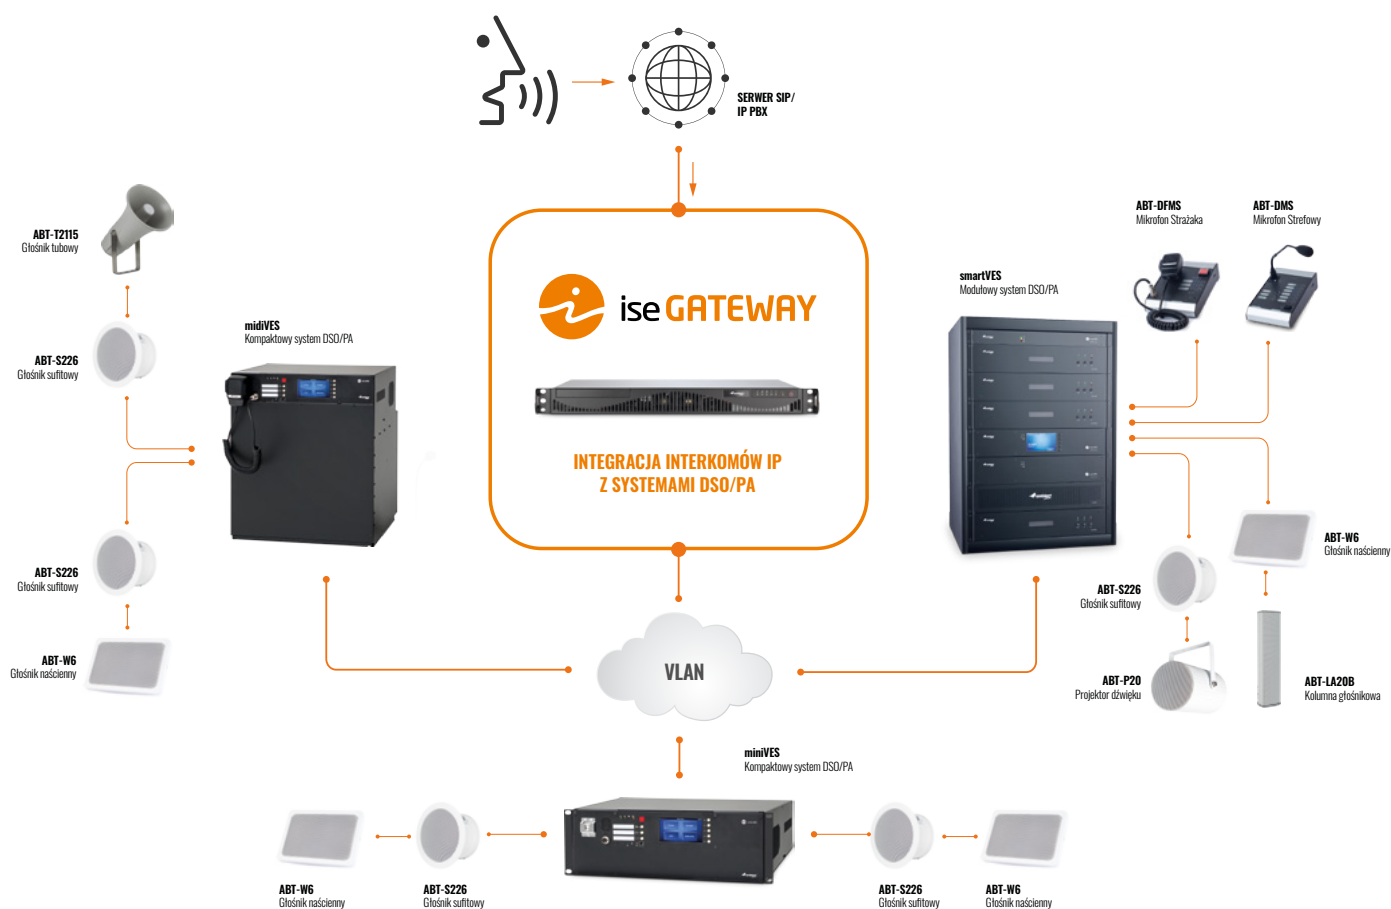 SERWER SIP/
IP PBX
ABT-T2115
Głośnik tubowy
ABT-S226
Głośnik sufitowy
midiVES
Kompaktowy system DSO/PA
ABT-S226
Głośnik sufitowy
ABT-W6
Głośnik naścienny
ise GATEWAY
INTEGRACJA INTERKOMÓW IP
Z SYSTEMAMI DSO/PA
smartVES
Modułowy system DSO/PA
ABT-DFMS
Mikrofon Strażaka
ABT-DMS
Mikrofon Strefowy
ABT-W6
Głośnik naścienny
ABT-S226
Głośnik sufitowy
ABT-P20
Projektor dźwięku
ABT-LA20B
Kolumna głośnikowa
VLAN
miniVES
Kompaktowy system DSO/PA
ABT-W6
Głośnik naścienny
ABT-S226
Głośnik sufitowy
ABT-S226
Głośnik sufitowy
ABT-W6
Głośnik naścienny